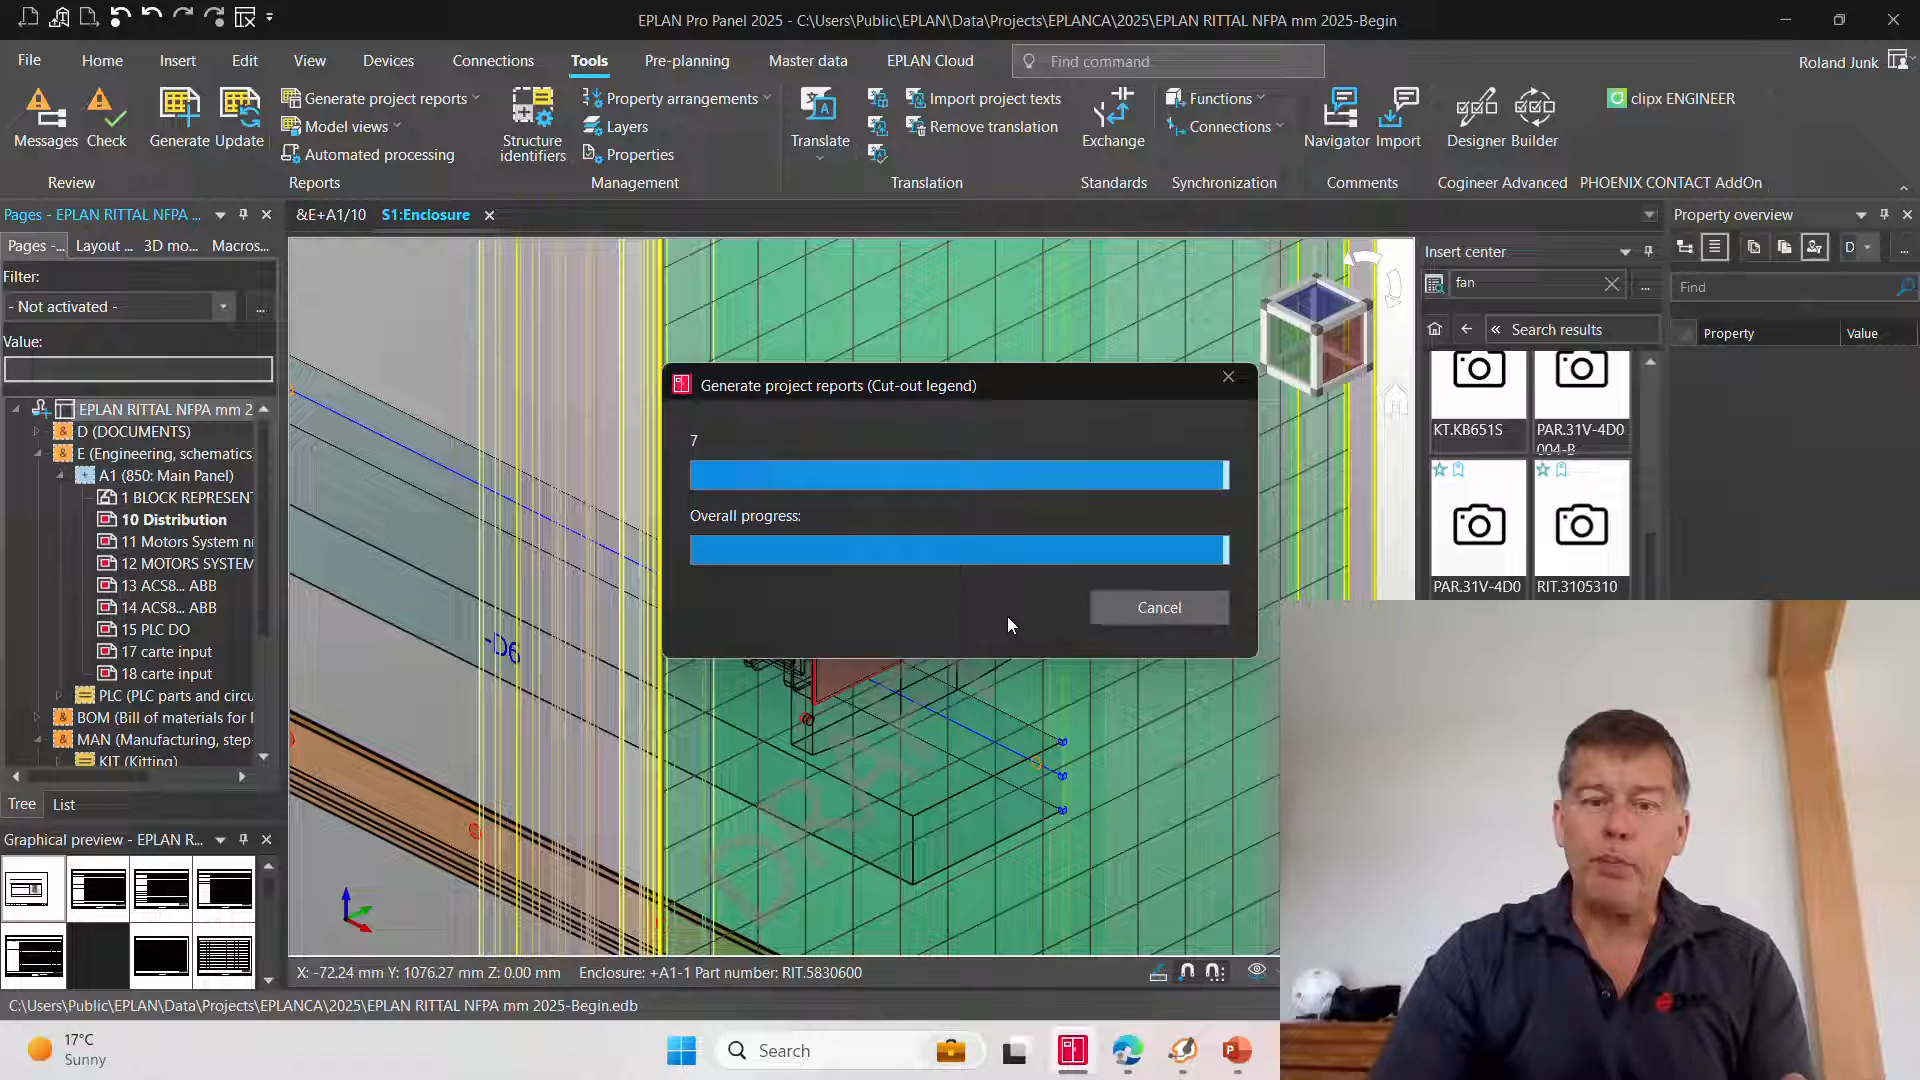 EPLAN Pro Panel 2025 - C:\Users\Public\EPLAN\Data\Projects\EPLANCA\2025\EPLAN RITTAL NFPA mm 2025-Begin
File
Home
Insert
Edit
View
Devices
Connections
Tools
Pre-planning
Master data
EPLAN Cloud
Find command
Roland Junk
Messages
Check
Generate
Update
Generate project reports
Model views
Automated processing
Structure identifiers
Property arrangements
Layers
Properties
Translate
Import project texts
Remove translation
Exchange
Functions
Connections
Navigator
Import
Designer
Builder
clipx ENGINEER
Review
Reports
Management
Translation
Standards
Synchronization
Comments
Cogineer Advanced
PHOENIX CONTACT AddOn
Pages - EPLAN RITTAL NFPA ...
Pages -...
Layout ...
3D mo...
Macros...
Filter:
- Not activated -
...
Value:
EPLAN RITTAL NFPA mm 2
D (DOCUMENTS)
E (Engineering, schematics
A1 (850: Main Panel)
1 BLOCK REPRESENT
10 Distribution
11 Motors System n
12 MOTORS SYSTEM
13 ACS8... ABB
14 ACS8... ABB
15 PLC DO
17 carte input
18 carte input
PLC (PLC parts and circu
BOM (Bill of materials for
MAN (Manufacturing, step-
KIT (Kitting)
Tree
List
Graphical preview - EPLAN R...
&E+A1/10
S1:Enclosure
-D6
Generate project reports (Cut-out legend)
7
Overall progress:
Cancel
Insert center
fan
...
« Search results
KT.KB651S
PAR.31V-4D0
004-B
PAR.31V-4D0
RIT.3105310
Property overview
D
...
Find
Property
Value
X: -72.24 mm Y: 1076.27 mm Z: 0.00 mm
Enclosure: +A1-1 Part number: RIT.5830600
C:\Users\Public\EPLAN\Data\Projects\EPLANCA\2025\EPLAN RITTAL NFPA mm 2025-Begin.edb
17°C
Sunny
Search